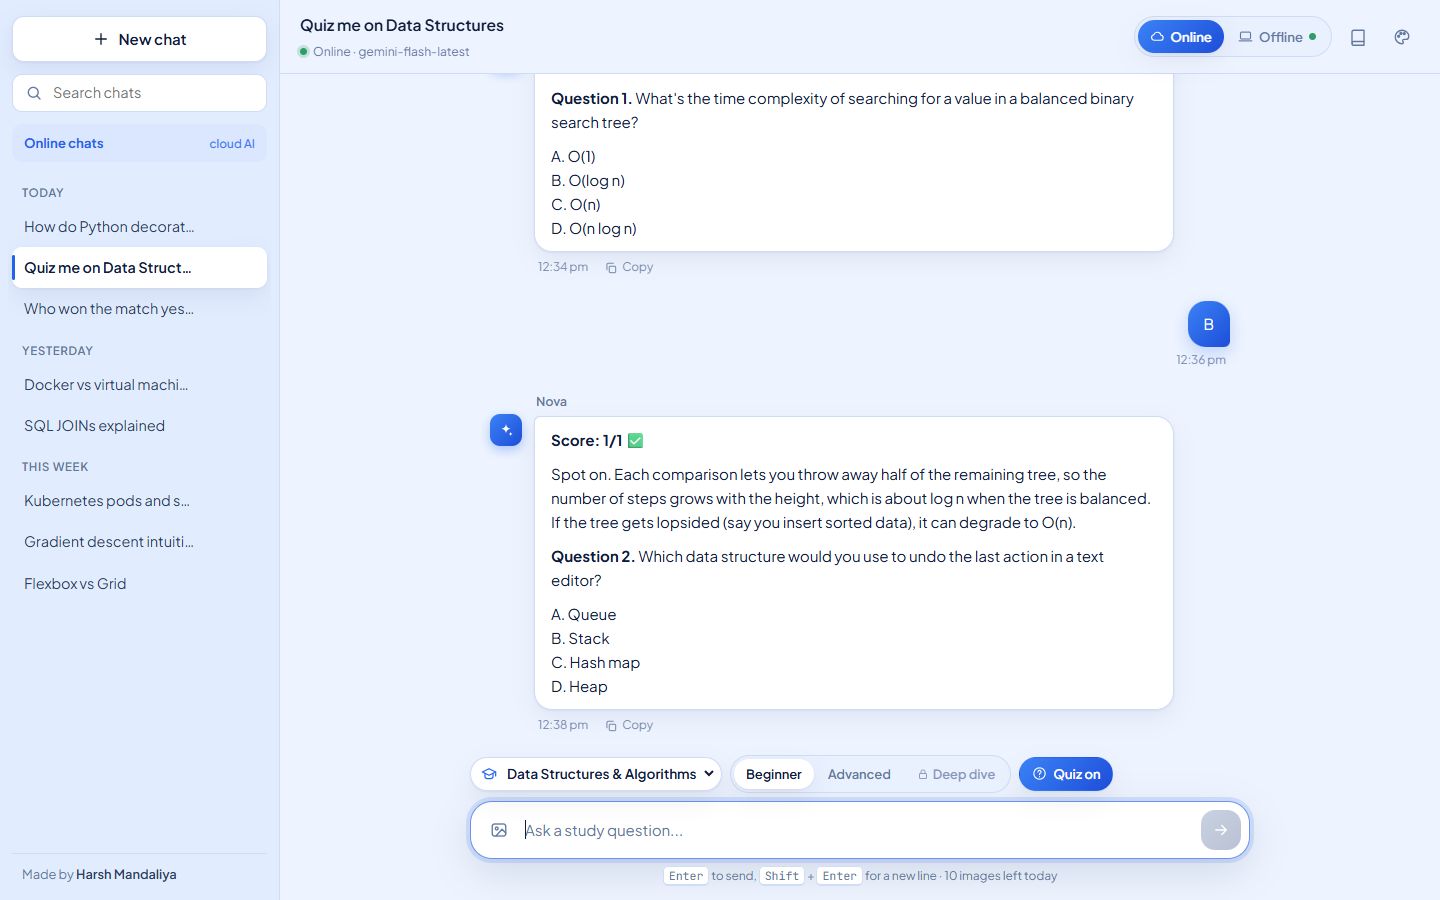 New chat
Search chats
Online chats
cloud AI
TODAY
How do Python decorat...
Quiz me on Data Struct...
Who won the match yes...
YESTERDAY
Docker vs virtual machi...
SQL JOINs explained
THIS WEEK
Kubernetes pods and s...
Gradient descent intuiti...
Flexbox vs Grid
Made by Harsh Mandaliya
Quiz me on Data Structures
Online · gemini-flash-latest
Online
Offline
Question 1. What's the time complexity of searching for a value in a balanced binary
search tree?
A. O(1)
B. O(log n)
C. O(n)
D. O(n log n)
12:34 pm
Copy
B
12:36 pm
Nova
Score: 1/1 ✅
Spot on. Each comparison lets you throw away half of the remaining tree, so the
number of steps grows with the height, which is about log n when the tree is balanced.
If the tree gets lopsided (say you insert sorted data), it can degrade to O(n).
Question 2. Which data structure would you use to undo the last action in a text
editor?
A. Queue
B. Stack
C. Hash map
D. Heap
12:38 pm
Copy
Data Structures & Algorithms
Beginner
Advanced
Deep dive
Quiz on
Ask a study question...
Enter to send, Shift + Enter for a new line · 10 images left today